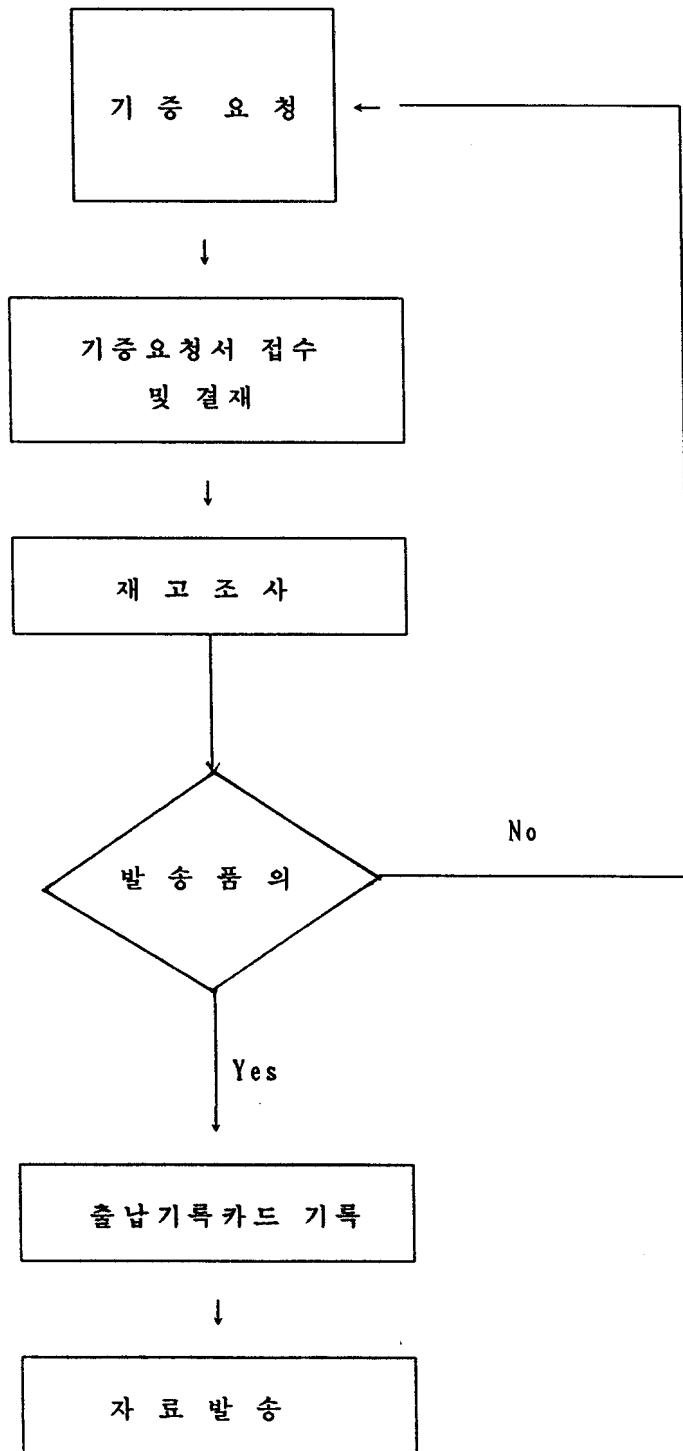 기 증 요 청
←
↓
기증요청서 접수
및 결재
↓
재 고 조 사
발 송 품 의
No
Yes
출납기록카드 기록
↓
자 료 발 송